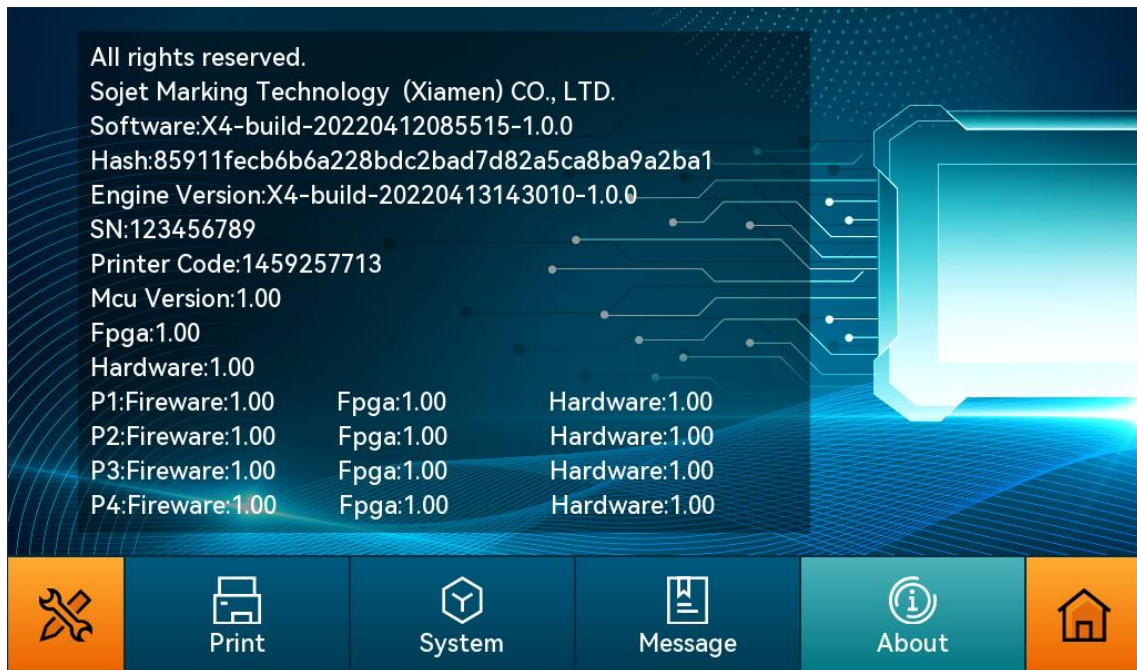 All rights reserved.
Sojet Marking Technology (Xiamen) CO., LTD.
Software:X4-build-20220412085515-1.0.0
Hash:85911fecb6b6a228bdc2bad7d82a5ca8ba9a2ba1
Engine Version:X4-build-20220413143010-1.0.0
SN:123456789
Printer Code:1459257713
Mcu Version:1.00
Fpga:1.00
Hardware:1.00
P1:Fireware:1.00 Fpga:1.00 Hardware:1.00
P2:Fireware:1.00 Fpga:1.00 Hardware:1.00
P3:Fireware:1.00 Fpga:1.00 Hardware:1.00
P4:Fireware:1.00 Fpga:1.00 Hardware:1.00
Print System Message About